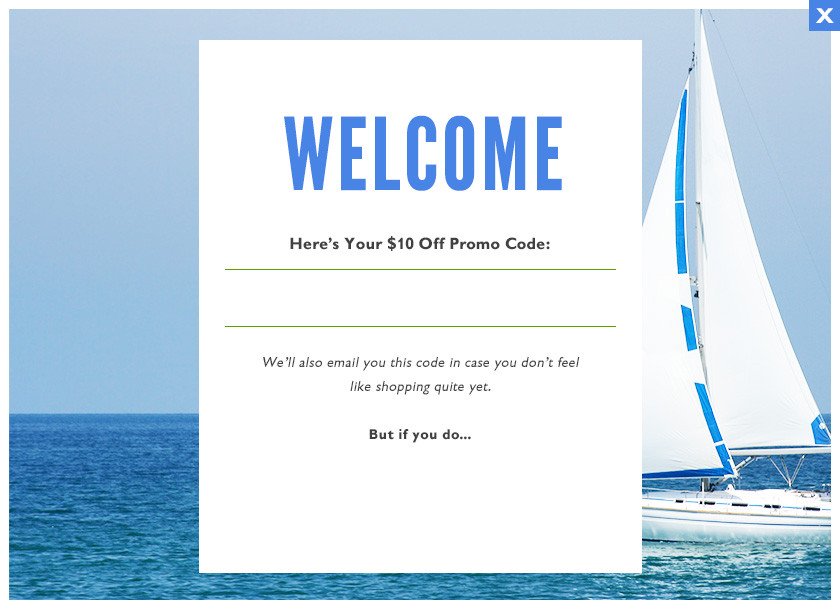 X
WELCOME
Here's Your $10 Off Promo Code:
We'll also email you this code in case you don't feel
like shopping quite yet.
But if you do...